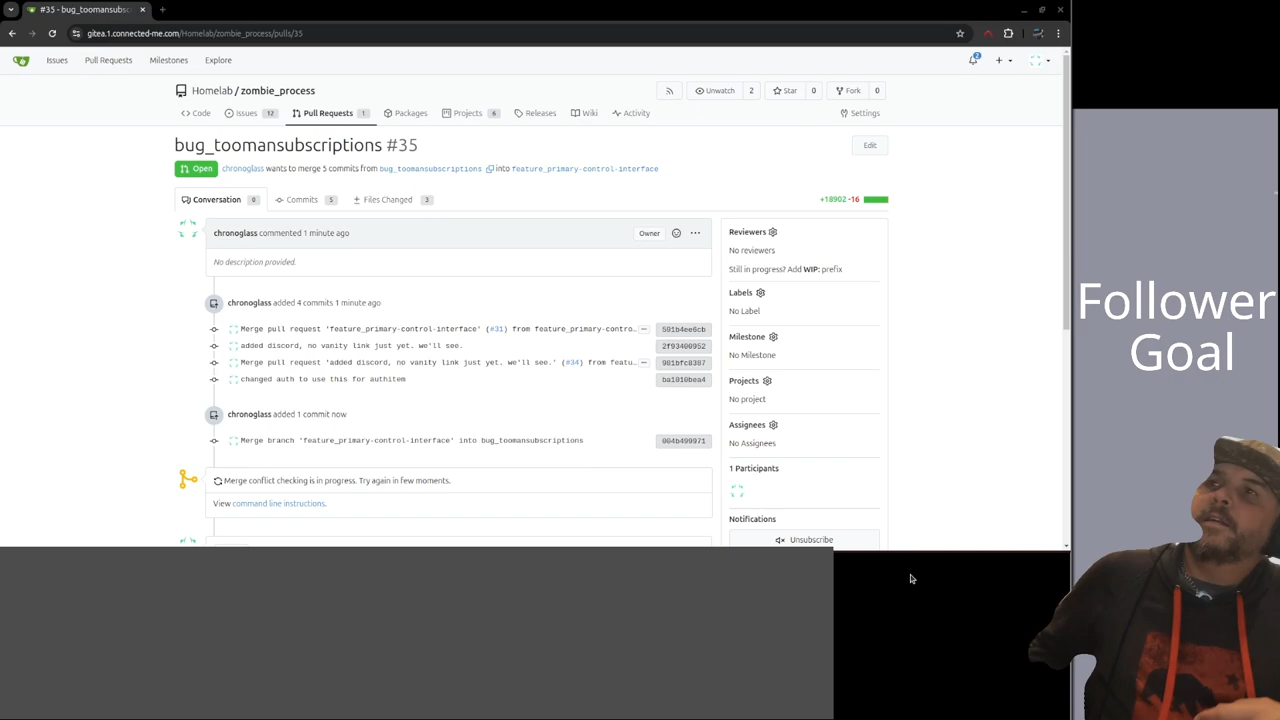 #35 - bug_toomansubsc
gitea.1.connected-me.com/Homelab/zombie_process/pulls/35
Issues Pull Requests Milestones Explore 2
Homelab / zombie_process Unwatch 2 Star 0 Fork 0
Code Issues 12 Pull Requests 1 Packages Projects 6 Releases Wiki Activity Settings
bug_toomansubscriptions #35 Edit
Open chronoglass wants to merge 5 commits from bug_toomansubscriptions into feature_primary-control-interface
Conversation 0 Commits 5 Files Changed 3 +18902 -16
chronoglass commented 1 minute ago Owner
No description provided.
chronoglass added 4 commits 1 minute ago
Merge pull request 'feature_primary-control-interface' (#31) from feature_primary-contro… 591b4ee6cb
added discord, no vanity link just yet. we'll see. 2f93400952
Merge pull request 'added discord, no vanity link just yet. we'll see.' (#34) from featu… 981bfc8387
changed auth to use this for authitem ba1010bea4
chronoglass added 1 commit now
Merge branch 'feature_primary-control-interface' into bug_toomansubscriptions 004b499971
Merge conflict checking is in progress. Try again in few moments.
View command line instructions.
Reviewers
No reviewers
Still in progress? Add WIP: prefix
Labels
No Label
Milestone
No Milestone
Projects
No project
Assignees
No Assignees
1 Participants
Notifications
Unsubscribe
Follower
Goal